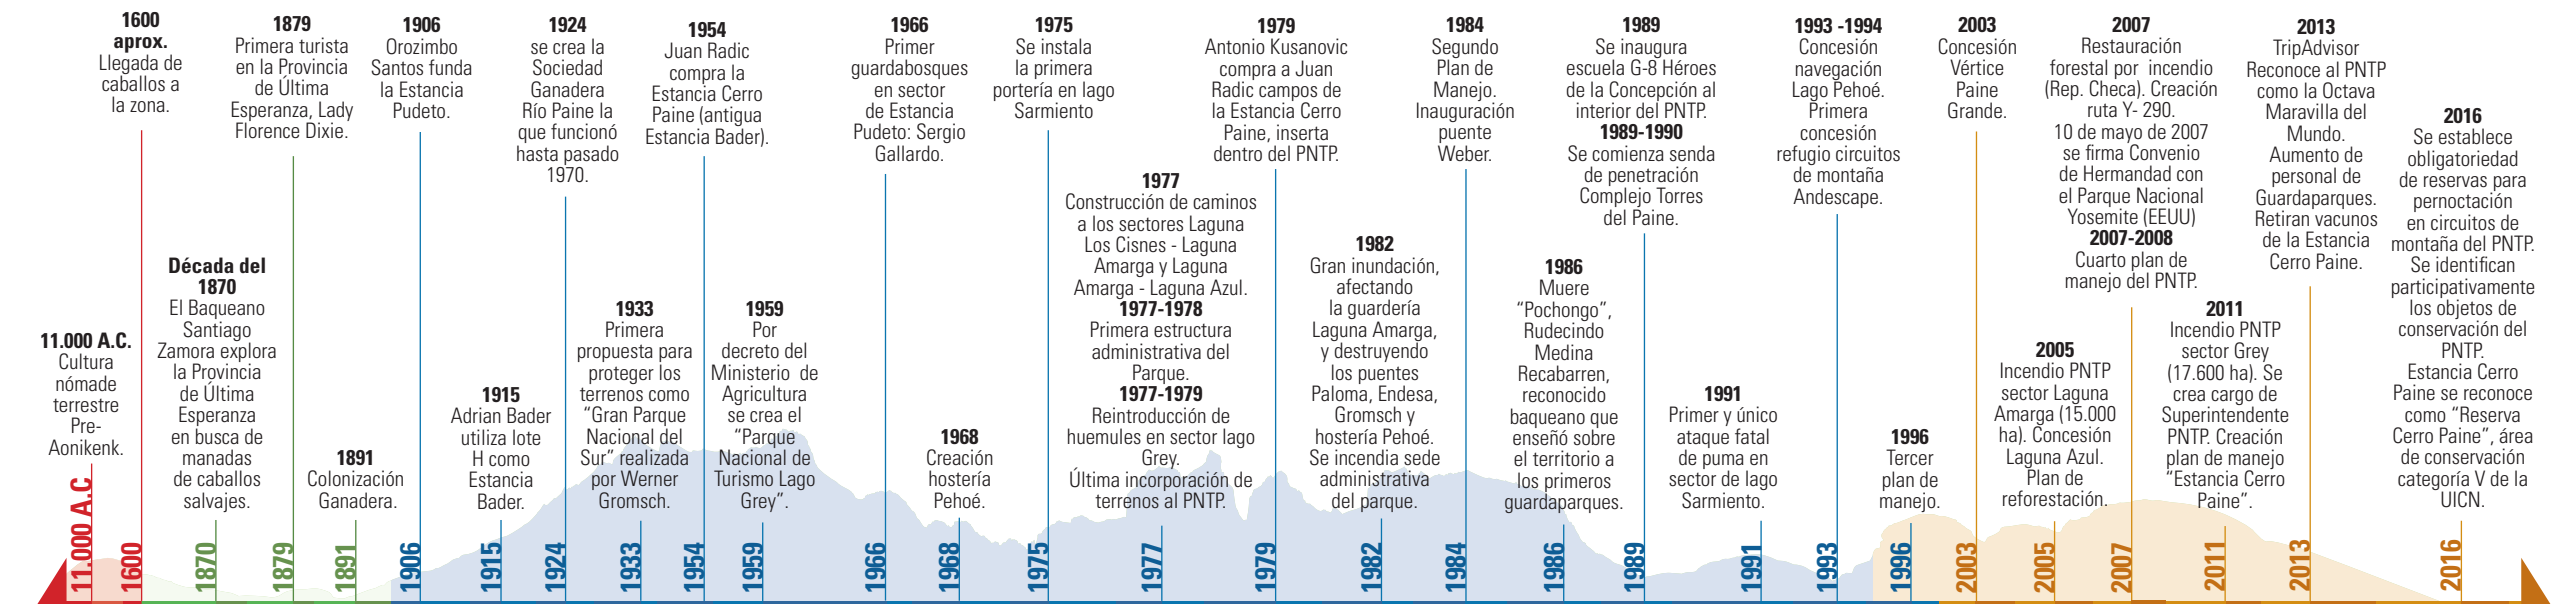 11.000 A.C.
Cultura
nómade
terrestre
Pre-
Aonikenk.
1600
aprox.
Llegada de
caballos a
la zona.
Década del
1870
El Baqueano
Santiago
Zamora explora
la Provincia
de Última
Esperanza
en busca de
manadas
de caballos
salvajes.
1879
Primera turista
en la Provincia
de Última
Esperanza, Lady
Florence Dixie.
1891
Colonización
Ganadera.
1906
Orozimbo
Santos funda
la Estancia
Pudeto.
1915
Adrian Bader
utiliza lote
H como
Estancia
Bader.
1924
se crea la
Sociedad
Ganadera
Río Paine la
que funcionó
hasta pasado
1970.
1933
Primera
propuesta para
proteger los
terrenos como
“Gran Parque
Nacional del
Sur” realizada
por Werner
Gromsch.
1954
Juan Radic
compra la
Estancia Cerro
Paine (antigua
Estancia Bader).
1959
Por
decreto del
Ministerio de
Agricultura
se crea el
“Parque
Nacional de
Turismo Lago
Grey”.
1966
Primer
guardabosques
en sector
de Estancia
Pudeto: Sergio
Gallardo.
1968
Creación
hostería
Pehoé.
1975
Se instala
la primera
portería en lago
Sarmiento
1977
Construcción de caminos
a los sectores Laguna
Los Cisnes - Laguna
Amarga y Laguna
Amarga - Laguna Azul.
1977-1978
Primera estructura
administrativa del
Parque.
1977-1979
Reintroducción de
huemules en sector lago
Grey.
Última incorporación de
terrenos al PNTP.
1979
Antonio Kusanovic
compra a Juan
Radic campos de
la Estancia Cerro
Paine, inserta
dentro del PNTP.
1982
Gran inundación,
afectando
la guardería
Laguna Amarga,
y destruyendo
los puentes
Paloma, Endesa,
Gromsch y
hostería Pehoé.
Se incendia sede
administrativa
del parque.
1984
Segundo
Plan de
Manejo.
Inauguración
puente
Weber.
1986
Muere
“Pochongo”,
Rudecindo
Medina
Recabarren,
reconocido
baqueano que
enseñó sobre
el territorio a
los primeros
guardaparques.
1989
Se inaugura
escuela G-8 Héroes
de la Concepción al
interior del PNTP.
1989-1990
Se comienza senda
de penetración
Complejo Torres
del Paine.
1991
Primer y único
ataque fatal
de puma en
sector de lago
Sarmiento.
1993 -1994
Concesión
navegación
Lago Pehoé.
Primera
concesión
refugio circuitos
de montaña
Andescape.
1996
Tercer
plan de
manejo.
2003
Concesión
Vértice
Paine
Grande.
2005
Incendio PNTP
sector Laguna
Amarga (15.000
ha). Concesión
Laguna Azul.
Plan de
reforestación.
2007
Restauración
forestal por incendio
(Rep. Checa). Creación
ruta Y- 290.
10 de mayo de 2007
se firma Convenio
de Hermandad con
el Parque Nacional
Yosemite (EEUU)
2007-2008
Cuarto plan de
manejo del PNTP.
2011
Incendio PNTP
sector Grey
(17.600 ha). Se
crea cargo de
Superintendente
PNTP. Creación
plan de manejo
“Estancia Cerro
Paine”.
2013
TripAdvisor
Reconoce al PNTP
como la Octava
Maravilla del
Mundo.
Aumento de
personal de
Guardaparques.
Retiran vacunos
de la Estancia
Cerro Paine.
2016
Se establece
obligatoriedad
de reservas para
pernoctación
en circuitos de
montaña del PNTP.
Se identifican
participativamente
los objetos de
conservación del
PNTP.
Estancia Cerro
Paine se reconoce
como “Reserva
Cerro Paine”, área
de conservación
categoría V de la
UICN.
11.000 A.C
1600
1870
1879
1891
1906
1915
1924
1933
1954
1959
1966
1968
1975
1977
1979
1982
1984
1986
1989
1991
1993
1996
2003
2005
2007
2011
2013
2016